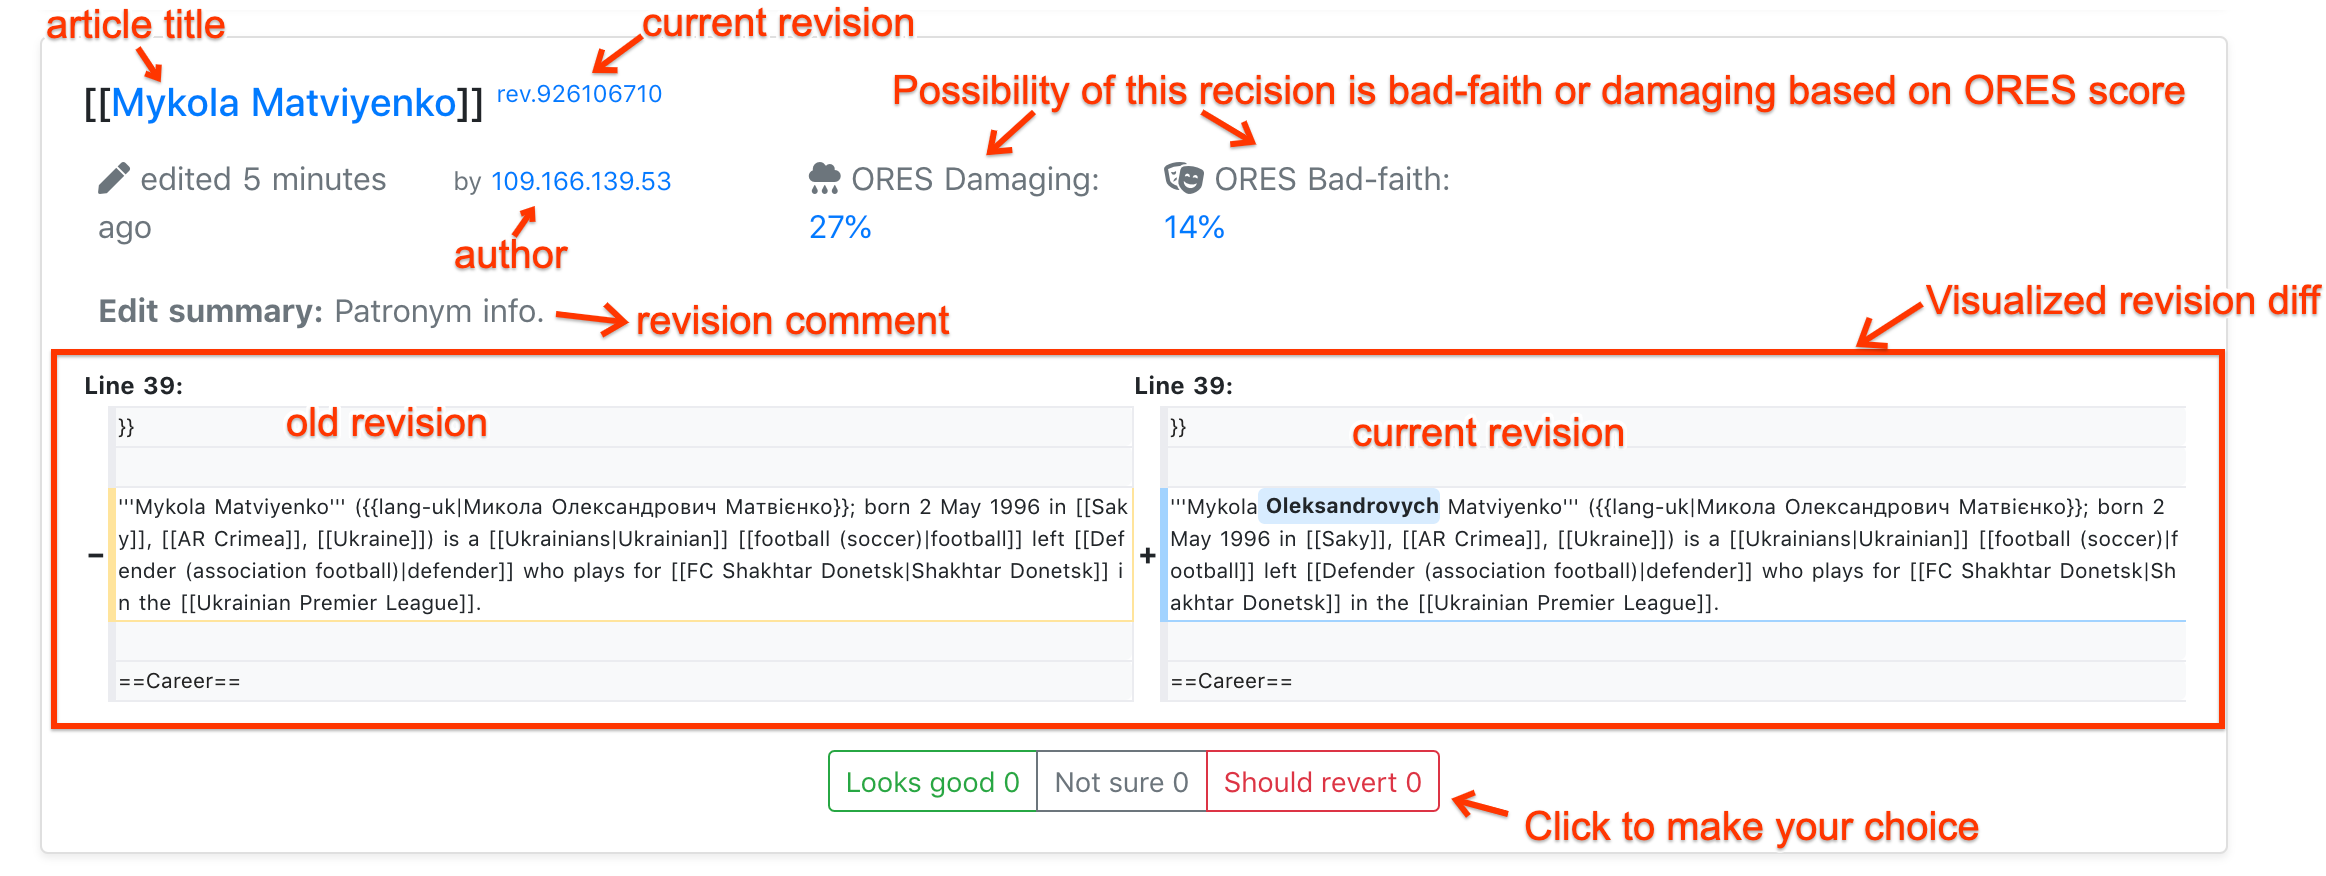 article title
current revision
[[Mykola Matviyenko]] rev.926106710
Possibility of this recision is bad-faith or damaging based on ORES score
edited 5 minutes ago
by 109.166.139.53
ORES Damaging: 27%
ORES Bad-faith: 14%
author
Edit summary: Patronym info.
revision comment
Visualized revision diff
Line 39:
old revision
}}
'''Mykola Matviyenko''' ({{lang-uk|Микола Олександрович Матвієнко}}; born 2 May 1996 in [[Sak
y]], [[AR Crimea]], [[Ukraine]]) is a [[Ukrainians|Ukrainian]] [[football (soccer)|football]] left [[Def
– ender (association football)|defender]] who plays for [[FC Shakhtar Donetsk|Shakhtar Donetsk]] i
n the [[Ukrainian Premier League]].
==Career==
Line 39:
current revision
}}
'''Mykola Oleksandrovych Matviyenko''' ({{lang-uk|Микола Олександрович Матвієнко}}; born 2
May 1996 in [[Saky]], [[AR Crimea]], [[Ukraine]]) is a [[Ukrainians|Ukrainian]] [[football (soccer)|f
+ ootball]] left [[Defender (association football)|defender]] who plays for [[FC Shakhtar Donetsk|Sh
akhtar Donetsk]] in the [[Ukrainian Premier League]].
==Career==
Looks good 0
Not sure 0
Should revert 0
Click to make your choice